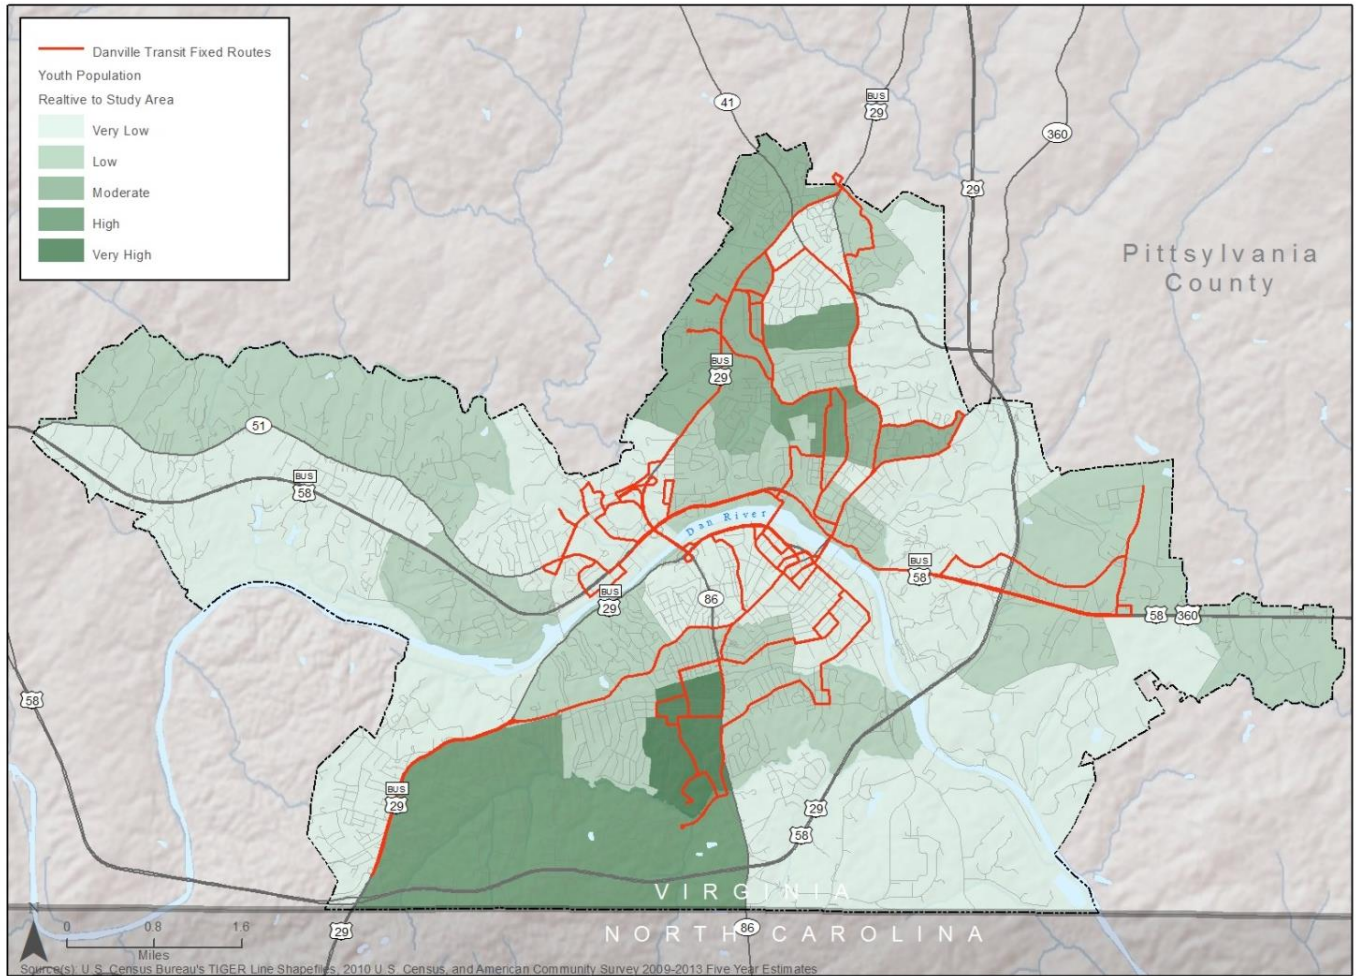 Danville Transit Fixed Routes
Youth Population
Realtive to Study Area
Very Low
Low
Moderate
High
Very High
41
BUS
29
360
29
Pittsylvania
County
BUS
29
51
BUS
58
Dan River
BUS
58
BUS
29
86
58 360
58
BUS
29
29
58
VIRGINIA
NORTH CAROLINA
29
86
N
0 0.8 1.6
Miles
Source(s): U.S. Census Bureau's TIGER Line Shapefiles, 2010 U.S. Census, and American Community Survey 2009-2013 Five Year Estimates